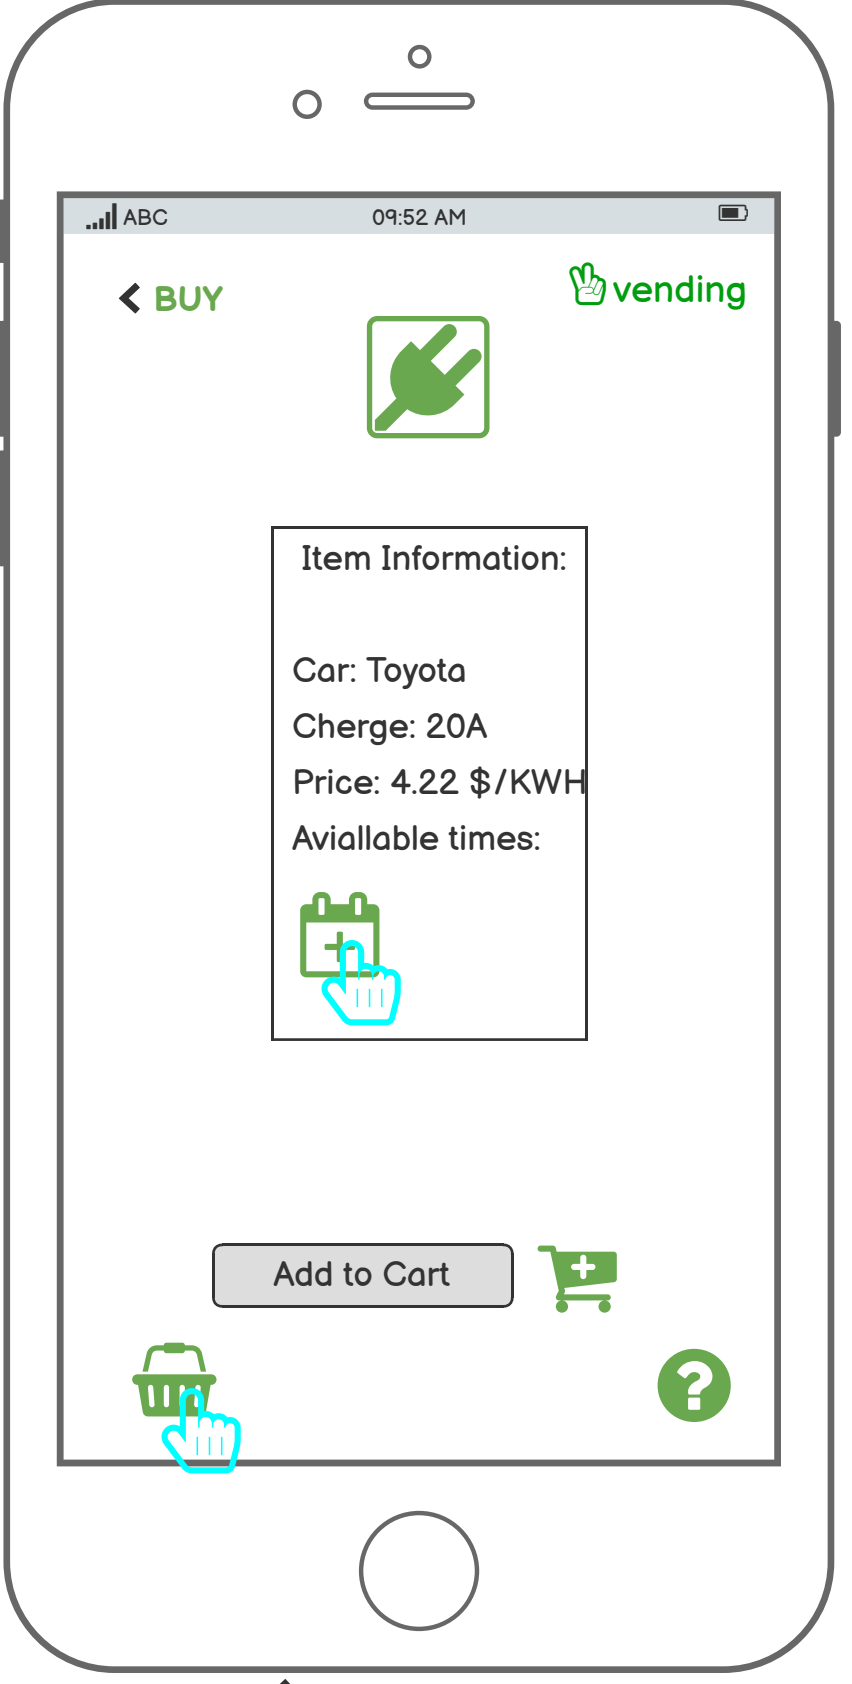 ABC
09:52 AM
BUY
vending
Item Information:
Car: Toyota
Cherge: 20A
Price: 4.22 $/KWH
Aviallable times:
Add to Cart
?